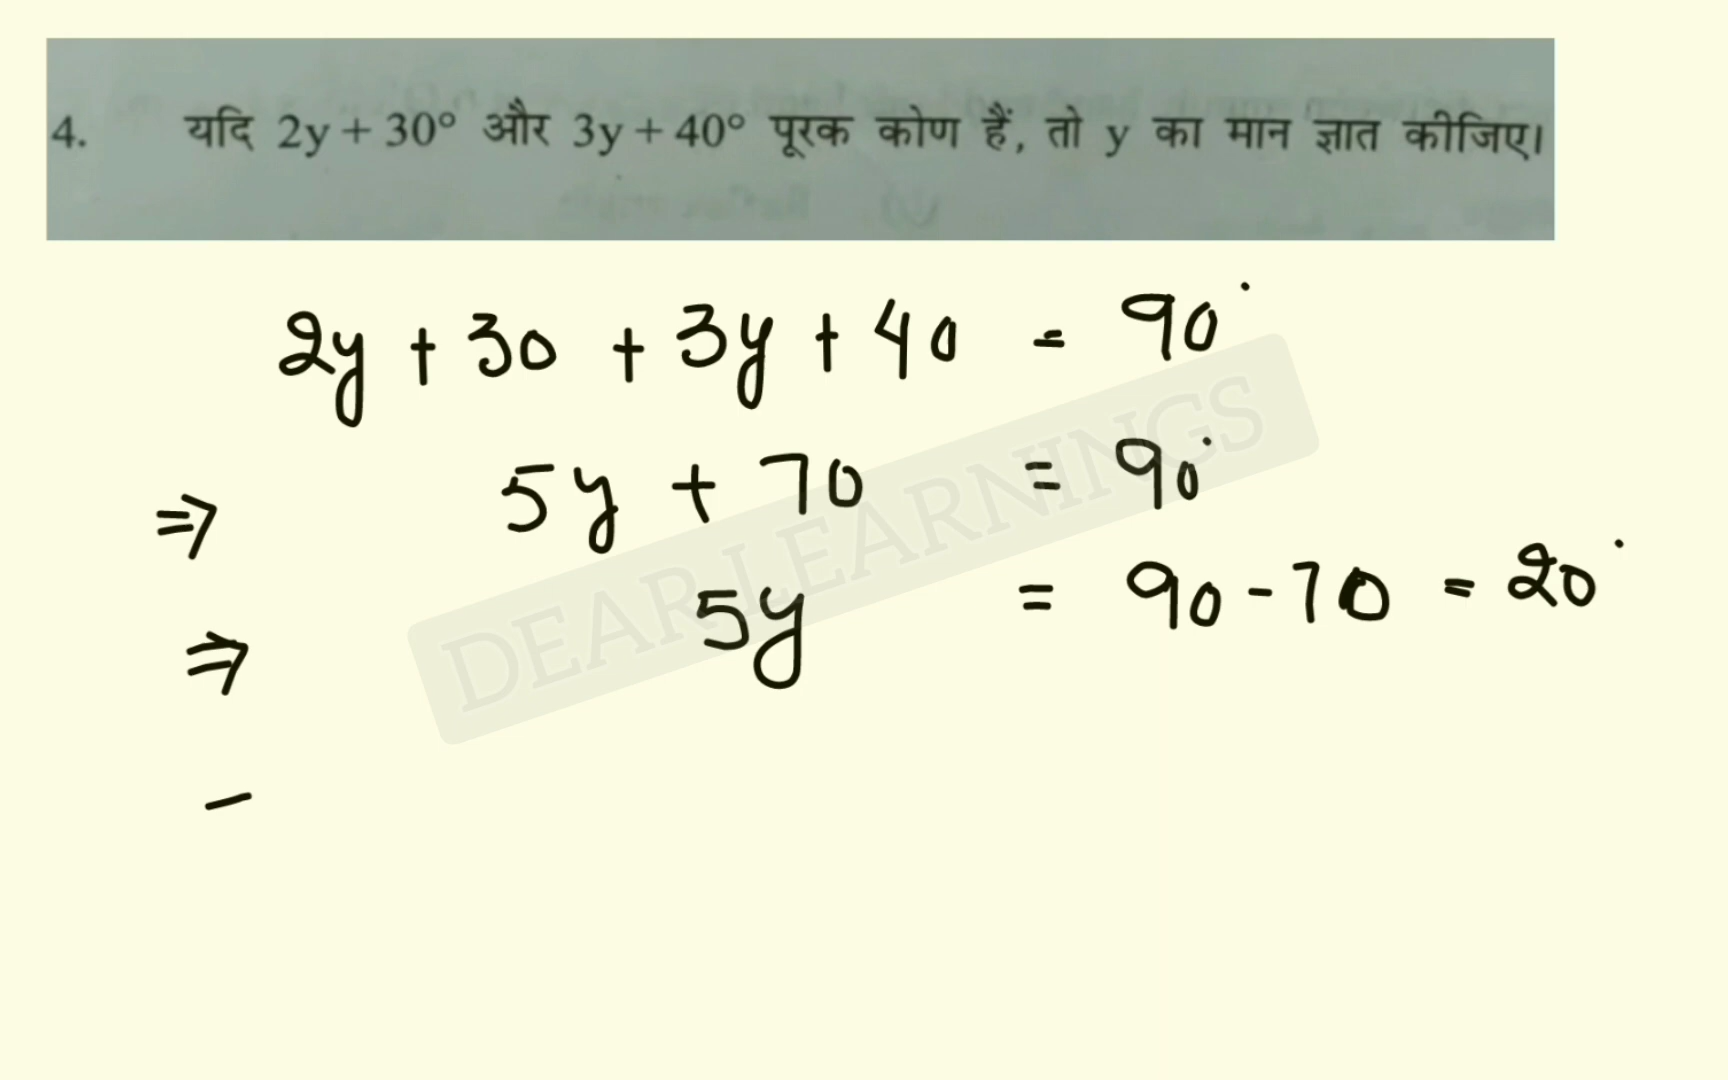 4. यदि 2y + 30° और 3y + 40° पूरक कोण हैं, तो y का मान ज्ञात कीजिए।
2y + 30 + 3y + 40 = 90°
⇒ 5y + 70 = 90°
⇒ 5y = 90 - 70 = 20°
DEAR LEARNINGS